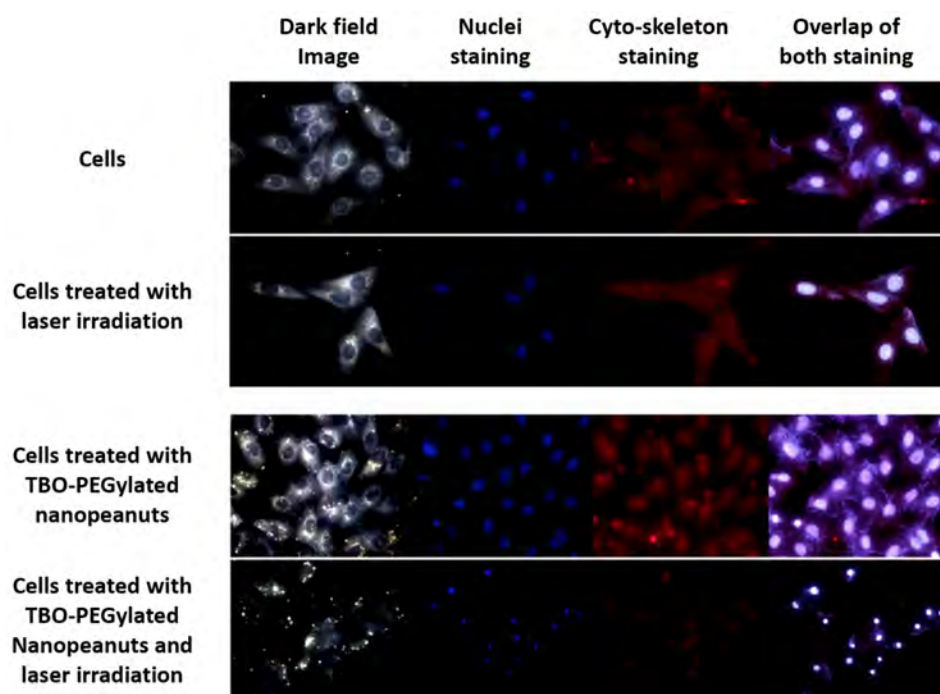 Dark field
Image
Nuclei
staining
Cyto-skeleton
staining
Overlap of
both staining
Cells
Cells treated with
laser irradiation
Cells treated with
TBO-PEGylated
nanopeanuts
Cells treated with
TBO-PEGylated
Nanopeanuts and
laser irradiation